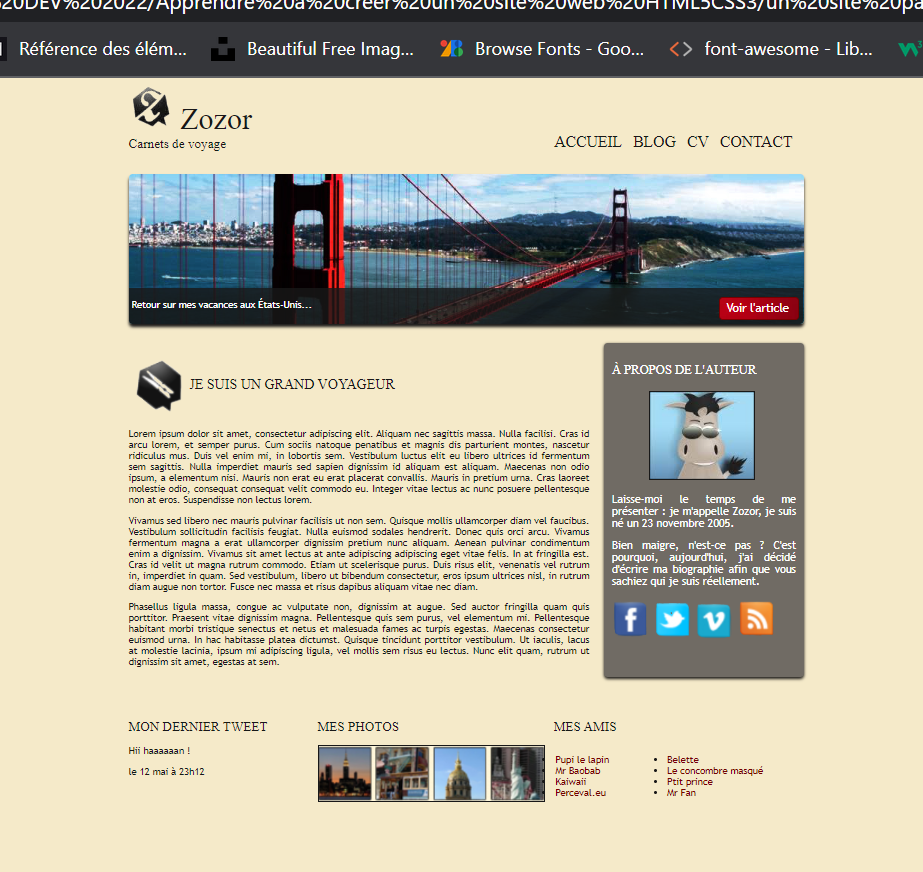 %20DEV%202022/Apprendre%20a%20creer%20un%20site%20web%20HTML5CSS3/un%20site%20pa
Référence des élém...
Beautiful Free Imag...
Browse Fonts - Goo...
font-awesome - Lib...
Zozor
Carnets de voyage
ACCUEIL BLOG CV CONTACT
Retour sur mes vacances aux États-Unis...
Voir l'article
JE SUIS UN GRAND VOYAGEUR
Lorem ipsum dolor sit amet, consectetur adipiscing elit. Aliquam nec sagittis massa. Nulla facilisi. Cras id
arcu lorem, et semper purus. Cum sociis natoque penatibus et magnis dis parturient montes, nascetur
ridiculus mus. Duis vel enim mi, in lobortis sem. Vestibulum luctus elit eu libero ultrices id fermentum
sem sagittis. Nulla imperdiet mauris sed sapien dignissim id aliquam est aliquam. Maecenas non odio
ipsum, a elementum nisi. Mauris non erat eu erat placerat convallis. Mauris in pretium urna. Cras laoreet
molestie odio, consequat consequat velit commodo eu. Integer vitae lectus ac nunc posuere pellentesque
non at eros. Suspendisse non lectus lorem.
Vivamus sed libero nec mauris pulvinar facilisis ut non sem. Quisque mollis ullamcorper diam vel faucibus.
Vestibulum sollicitudin facilisis feugiat. Nulla euismod sodales hendrerit. Donec quis orci arcu. Vivamus
fermentum magna a erat ullamcorper dignissim pretium nunc aliquam. Aenean pulvinar condimentum
enim a dignissim. Vivamus sit amet lectus at ante adipiscing adipiscing eget vitae felis. In at fringilla est.
Cras id velit ut magna rutrum commodo. Etiam ut scelerisque purus. Duis risus elit, venenatis vel rutrum
in, imperdiet in quam. Sed vestibulum, libero ut bibendum consectetur, eros ipsum ultrices nisl, in rutrum
diam augue non tortor. Fusce nec massa et risus dapibus aliquam vitae nec diam.
Phasellus ligula massa, congue ac vulputate non, dignissim at augue. Sed auctor fringilla quam quis
porttitor. Praesent vitae dignissim magna. Pellentesque quis sem purus, vel elementum mi. Pellentesque
habitant morbi tristique senectus et netus et malesuada fames ac turpis egestas. Maecenas consectetur
euismod urna. In hac habitasse platea dictumst. Quisque tincidunt porttitor vestibulum. Ut iaculis, lacus
at molestie lacinia, ipsum mi adipiscing ligula, vel mollis sem risus eu lectus. Nunc elit quam, rutrum ut
dignissim sit amet, egestas at sem.
À PROPOS DE L'AUTEUR
Laisse-moi le temps de me
présenter : je m'appelle Zozor, je suis
né un 23 novembre 2005.
Bien maigre, n'est-ce pas ? C'est
pourquoi, aujourd'hui, j'ai décidé
d'écrire ma biographie afin que vous
sachiez qui je suis réellement.
MON DERNIER TWEET
Hii haaaaaan !
le 12 mai à 23h12
MES PHOTOS
MES AMIS
Pupi le lapin
Mr Baobab
Kaiwaii
Perceval.eu
Belette
Le concombre masqué
Ptit prince
Mr Fan